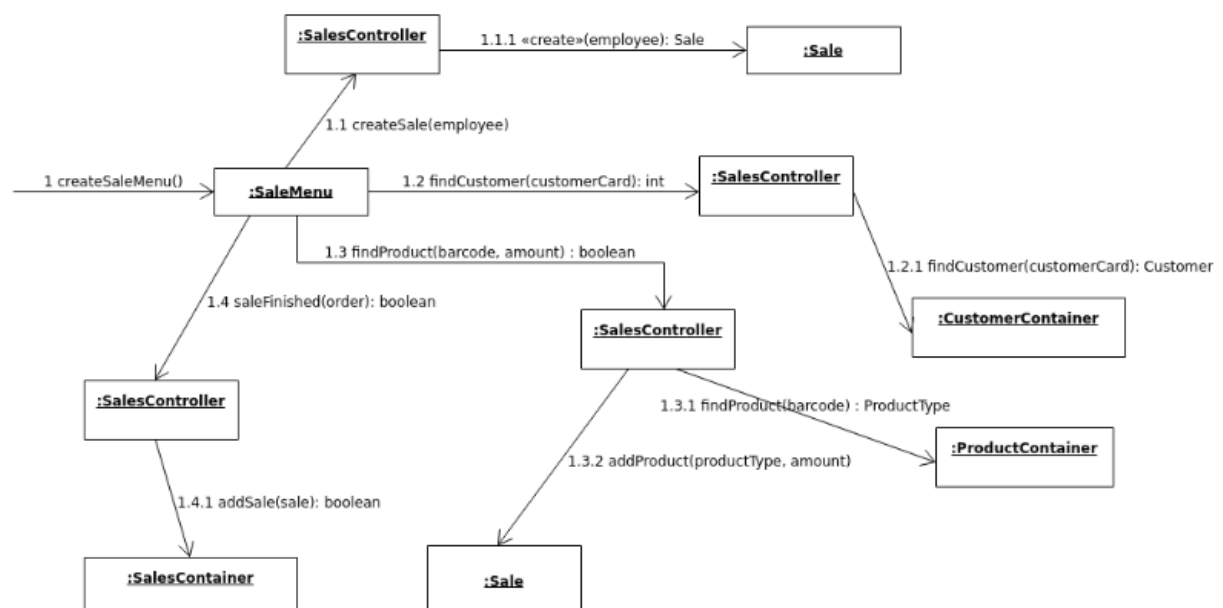 :SalesController
1.1.1 «create»(employee): Sale
:Sale
1.1 createSale(employee)
1 createSaleMenu()
:SaleMenu
1.2 findCustomer(customerCard): int
:SalesController
1.3 findProduct(barcode, amount) : boolean
1.2.1 findCustomer(customerCard): Customer
1.4 saleFinished(order): boolean
:SalesController
:CustomerContainer
:SalesController
1.3.1 findProduct(barcode) : ProductType
:ProductContainer
1.3.2 addProduct(productType, amount)
1.4.1 addSale(sale): boolean
:SalesContainer
:Sale